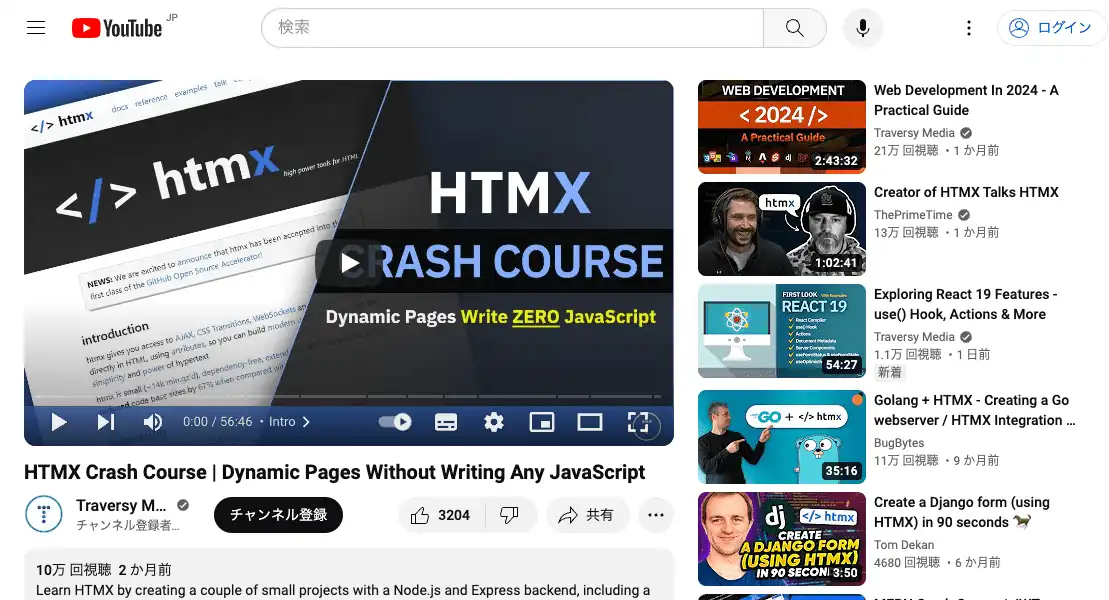 YouTube JP
検索
ログイン
</> htmx
docs reference examples talk
</> htmx
high power tools for HTML
NEWS: We are excited to announce that htmx has been accepted into the
first class of the GitHub Open Source Accelerator!
introduction
htmx gives you access to AJAX, CSS Transitions, WebSockets an
directly in HTML, using attributes, so you can build modern
simplicity and power of hypertext
htmx is small (~14k min.gz'd), dependency-free, extend
code base sizes by 67% when compared wi
HTMX
CRASH COURSE
Dynamic Pages Write ZERO JavaScript
0:00 / 56:46 • Intro
HTMX Crash Course | Dynamic Pages Without Writing Any JavaScript
Traversy M...
チャンネル登録者...
チャンネル登録
3204
共有
10万 回視聴 2 か月前
Learn HTMX by creating a couple of small projects with a Node.js and Express backend, including a
WEB DEVELOPMENT
< 2024 />
A Practical Guide
2:43:32
Web Development In 2024 - A
Practical Guide
Traversy Media
21万 回視聴 ・1 か月前
htmx
1:02:41
Creator of HTMX Talks HTMX
ThePrimeTime
13万 回視聴 ・1 か月前
FIRST LOOK
REACT 19
React Compiler
use() Hook
Actions
Document Metadata
Server Components
54:27
Exploring React 19 Features -
use() Hook, Actions & More
Traversy Media
1.1万 回視聴 ・1 日前
新着
GO + </> htmx
35:16
Golang + HTMX - Creating a Go
webserver / HTMX Integration ...
BugBytes
11万 回視聴 ・9 か月前
dj </> htmx
CREATE
A DJANGO FORM
(USING HTMX)
IN 90 SECONDS
3:50
Create a Django form (using
HTMX) in 90 seconds 🐎
Tom Dekan
4680 回視聴 ・6 か月前